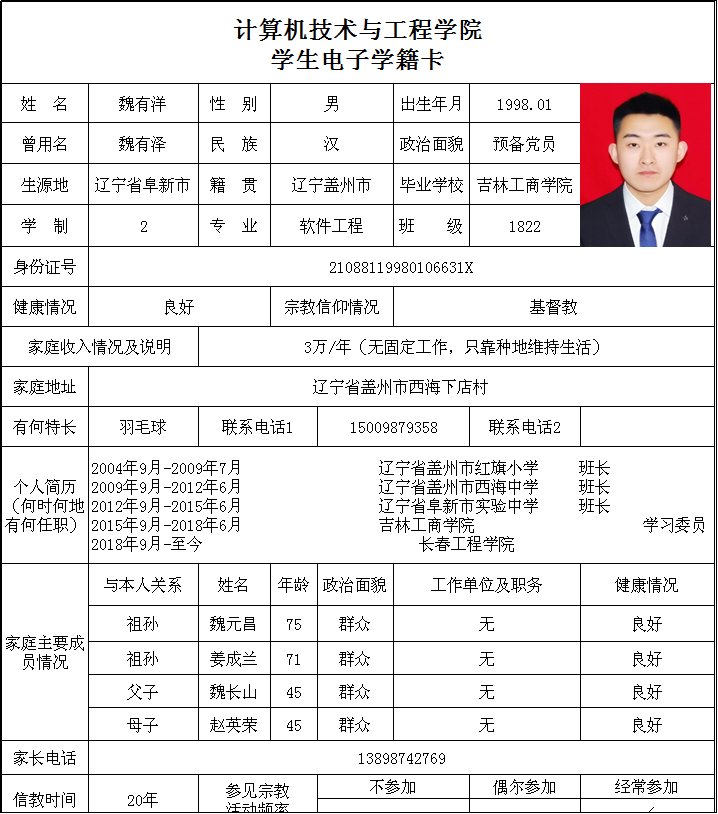 计算机技术与工程学院
学生电子学籍卡
姓 名 魏有洋 性 别 男 出生年月 1998.01
曾用名 魏有泽 民 族 汉 政治面貌 预备党员
生源地 辽宁省阜新市 籍 贯 辽宁盖州市 毕业学校 吉林工商学院
学 制 2 专 业 软件工程 班 级 1822
身份证号 21088119980106631X
健康情况 良好 宗教信仰情况 基督教
家庭收入情况及说明 3万/年（无固定工作，只靠种地维持生活）
家庭地址 辽宁省盖州市西海下店村
有何特长 羽毛球 联系电话1 15009879358 联系电话2
个人简历
（何时何地
有何任职）
2004年9月-2009年7月 辽宁省盖州市红旗小学 班长
2009年9月-2012年6月 辽宁省盖州市西海中学 班长
2012年9月-2015年6月 辽宁省阜新市实验中学 班长
2015年9月-2018年6月 吉林工商学院 学习委员
2018年9月-至今 长春工程学院
家庭主要成
员情况
与本人关系 姓名 年龄 政治面貌 工作单位及职务 健康情况
祖孙 魏元昌 75 群众 无 良好
祖孙 姜成兰 71 群众 无 良好
父子 魏长山 45 群众 无 良好
母子 赵英荣 45 群众 无 良好
家长电话 13898742769
信教时间 20年 参见宗教
活动频率
不参加 偶尔参加 经常参加